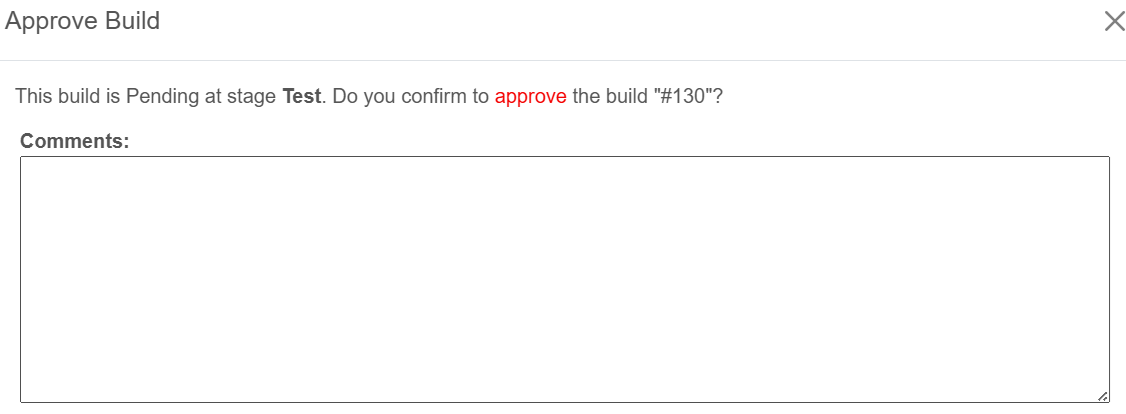 Approve Build
This build is Pending at stage Test. Do you confirm to approve the build "#130"?
Comments: